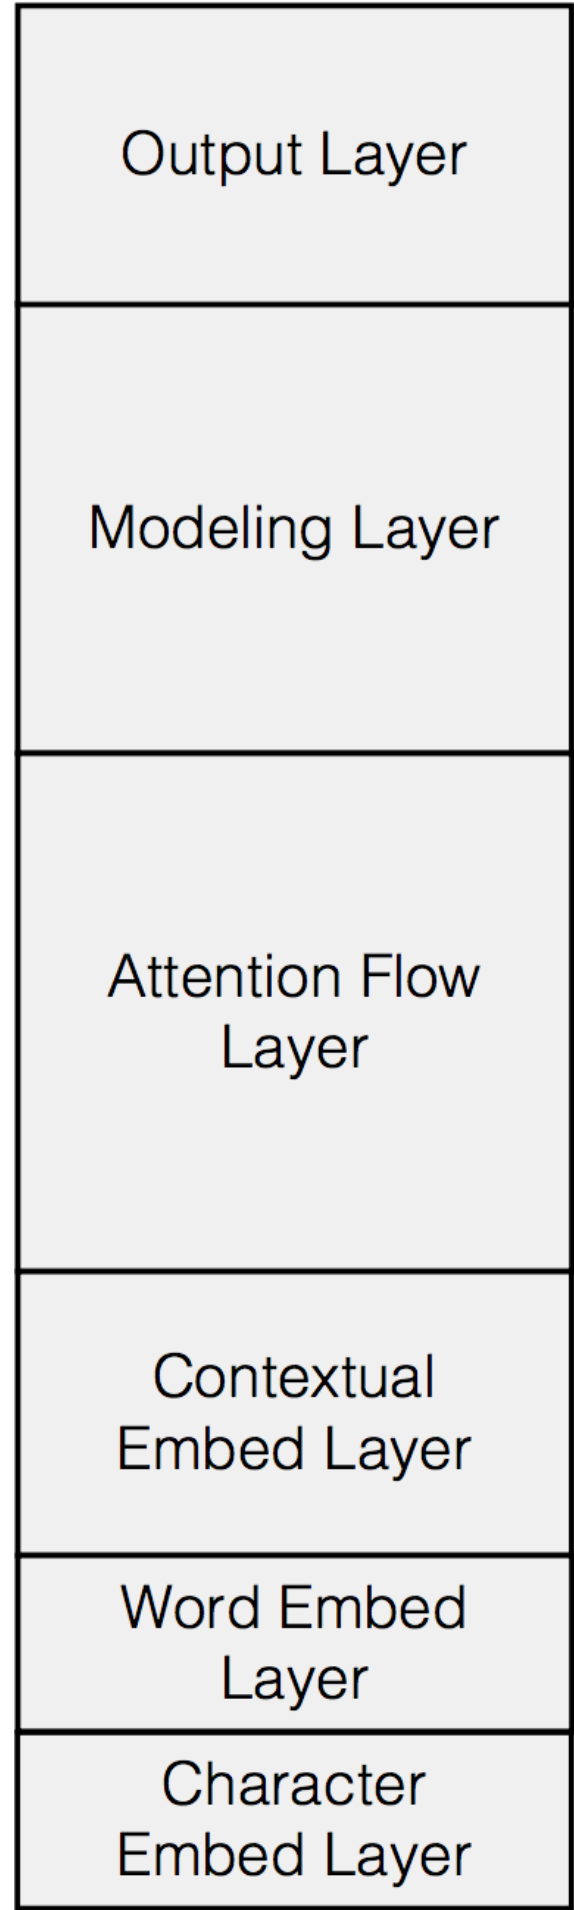 Output Layer
Modeling Layer
Attention Flow
Layer
Contextual
Embed Layer
Word Embed
Layer
Character
Embed Layer